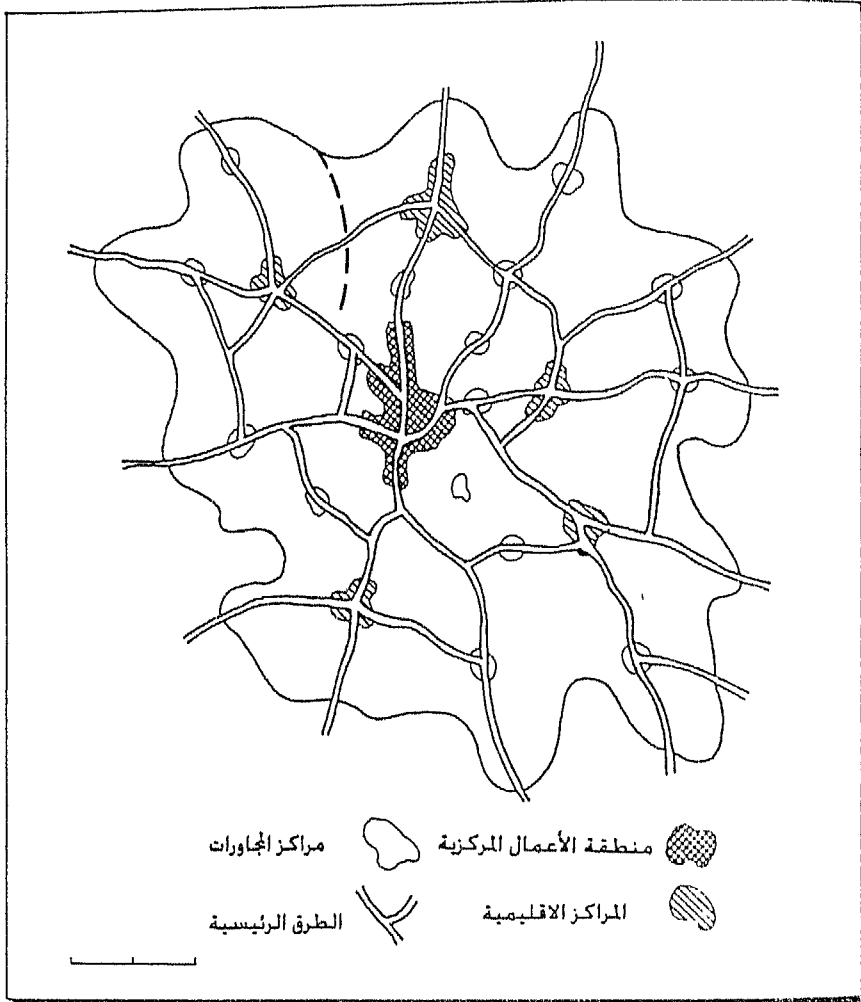 منطقة الأعمال المركزية
مراكز المجاورات
المراكز الاقليمية
الطرق الرئيسية